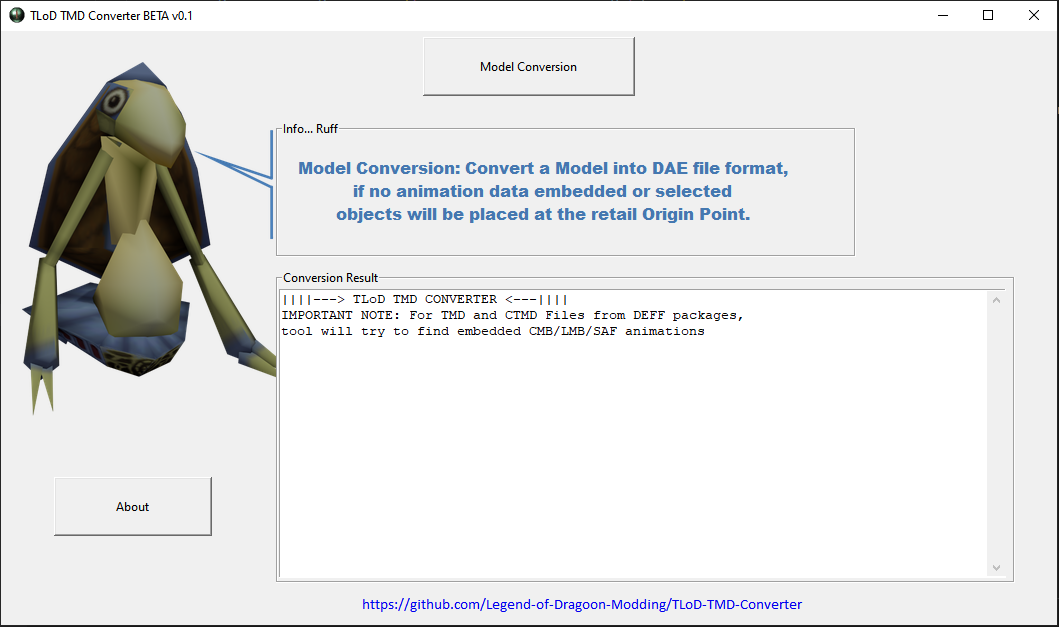 TLoD TMD Converter BETA v0.1
Model Conversion
Info... Ruff
Model Conversion: Convert a Model into DAE file format,
if no animation data embedded or selected
objects will be placed at the retail Origin Point.
Conversion Result
||||---> TLoD TMD CONVERTER <---||||
IMPORTANT NOTE: For TMD and CTMD Files from DEFF packages,
tool will try to find embedded CMB/LMB/SAF animations
About
https://github.com/Legend-of-Dragoon-Modding/TLoD-TMD-Converter